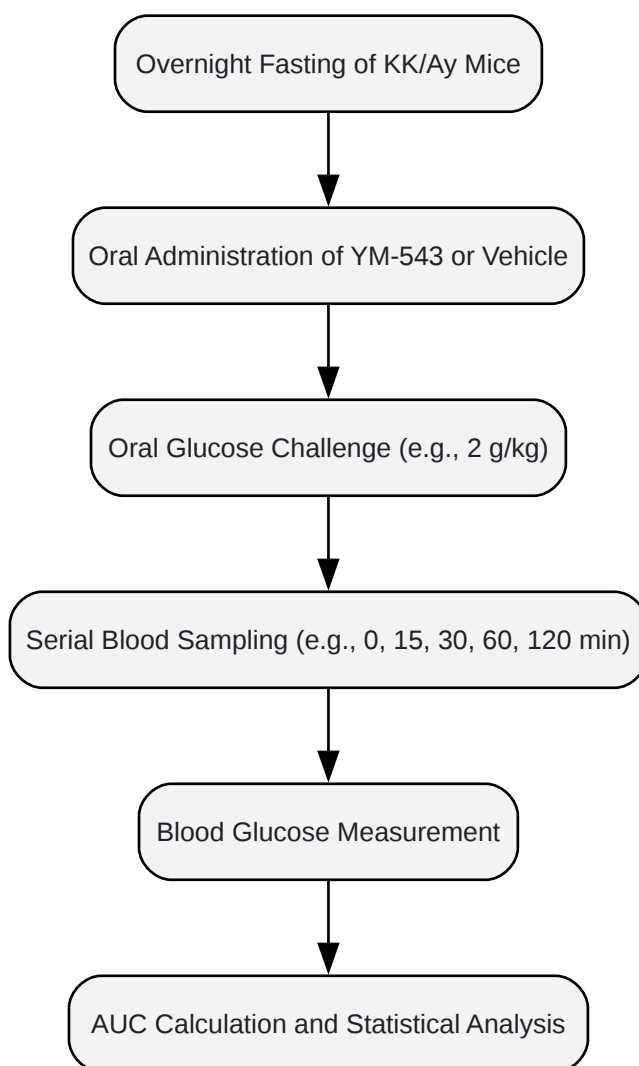 Overnight Fasting of KK/Ay Mice
Oral Administration of YM-543 or Vehicle
Oral Glucose Challenge (e.g., 2 g/kg)
Serial Blood Sampling (e.g., 0, 15, 30, 60, 120 min)
Blood Glucose Measurement
AUC Calculation and Statistical Analysis